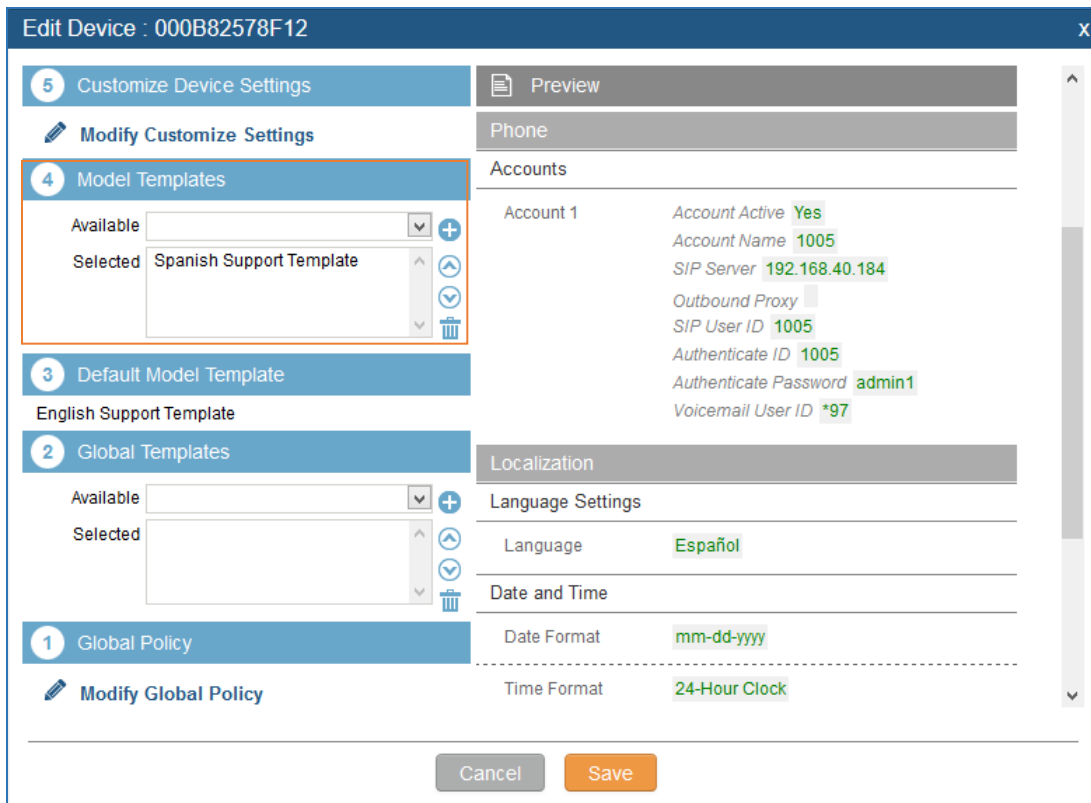 Edit Device : 000B82578F12
x
5 Customize Device Settings
Modify Customize Settings
4 Model Templates
Available
Selected Spanish Support Template
3 Default Model Template
English Support Template
2 Global Templates
Available
Selected
1 Global Policy
Modify Global Policy
Preview
Phone
Accounts
Account 1 Account Active Yes
Account Name 1005
SIP Server 192.168.40.184
Outbound Proxy
SIP User ID 1005
Authenticate ID 1005
Authenticate Password admin1
Voicemail User ID *97
Localization
Language Settings
Language Español
Date and Time
Date Format mm-dd-yyyy
Time Format 24-Hour Clock
Cancel Save